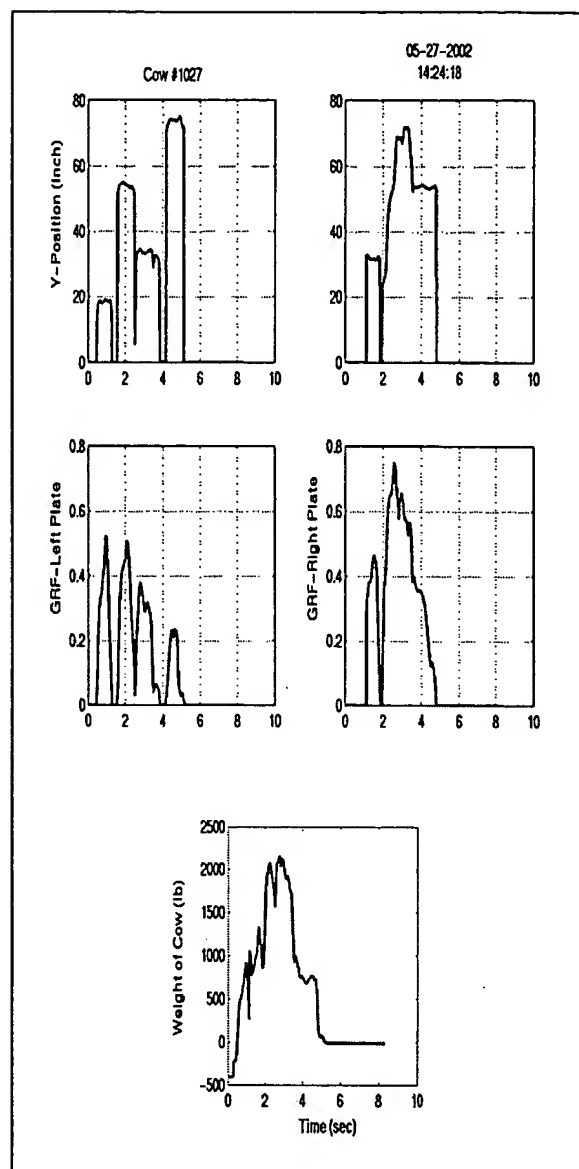 Cow #1027
05-27-2002
14:24:18
Y-Position (Inch)
80
60
40
20
0
0 2 4 6 8 10
80
60
40
20
0
0 2 4 6 8 10
GRF-Left Plate
0.8
0.6
0.4
0.2
0
0 2 4 6 8 10
GRF-Right Plate
0.8
0.6
0.4
0.2
0
0 2 4 6 8 10
Weight of Cow (lb)
2500
2000
1500
1000
500
0
-500
0 2 4 6 8 10
Time (sec)